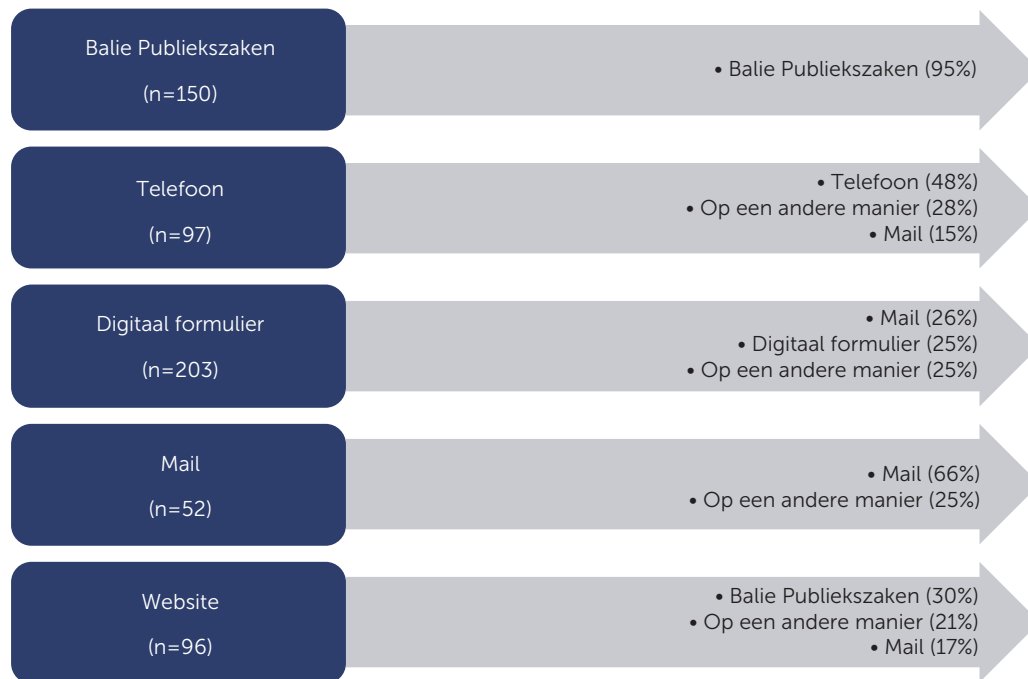 Balie Publiekszaken
(n=150)
• Balie Publiekszaken (95%)
Telefoon
(n=97)
• Telefoon (48%)
• Op een andere manier (28%)
• Mail (15%)
Digitaal formulier
(n=203)
• Mail (26%)
• Digitaal formulier (25%)
• Op een andere manier (25%)
Mail
(n=52)
• Mail (66%)
• Op een andere manier (25%)
Website
(n=96)
• Balie Publiekszaken (30%)
• Op een andere manier (21%)
• Mail (17%)